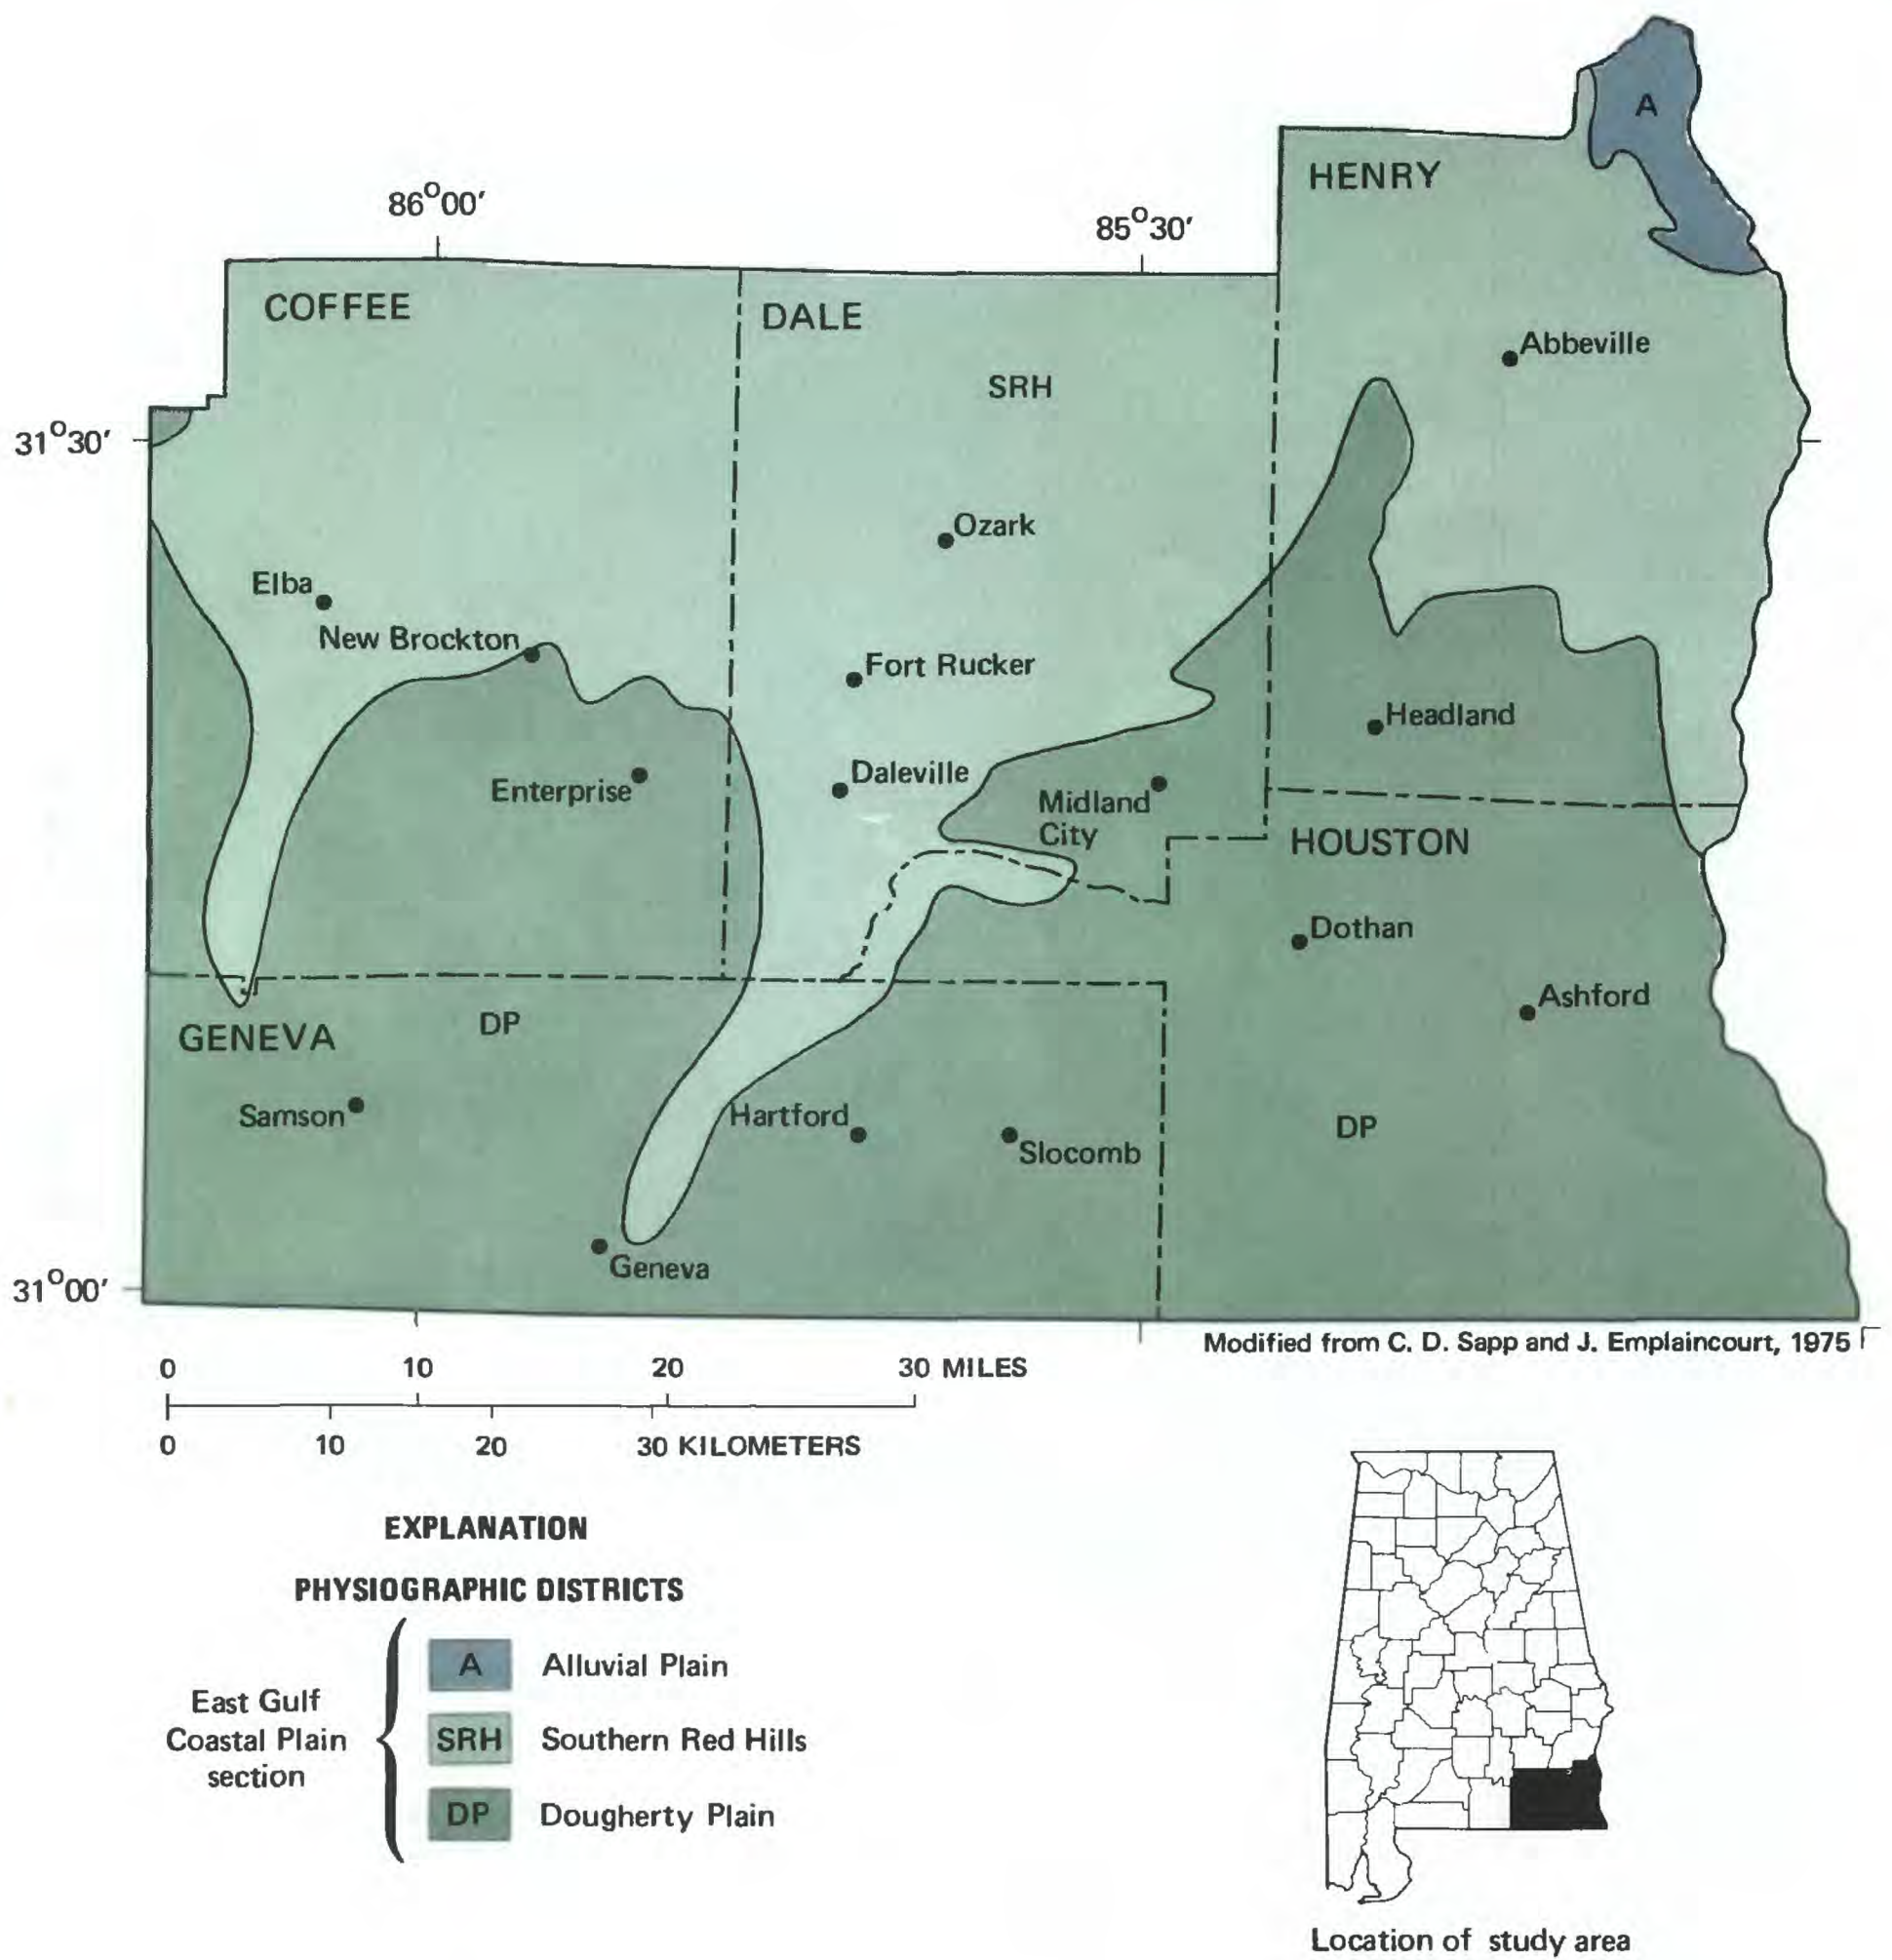 A
HENRY
86°00′
85°30′
COFFEE
DALE
Abbeville
SRH
31°30′
Ozark
Elba
New Brockton
Fort Rucker
Headland
Daleville
Enterprise
Midland
City
HOUSTON
Dothan
Ashford
DP
GENEVA
Samson
Hartford
DP
Slocomb
Geneva
31°00′
Modified from C. D. Sapp and J. Emplaincourt, 1975
0 10 20 30 MILES
0 10 20 30 KILOMETERS
EXPLANATION
PHYSIOGRAPHIC DISTRICTS
East Gulf
Coastal Plain
section
A Alluvial Plain
SRH Southern Red Hills
DP Dougherty Plain
Location of study area